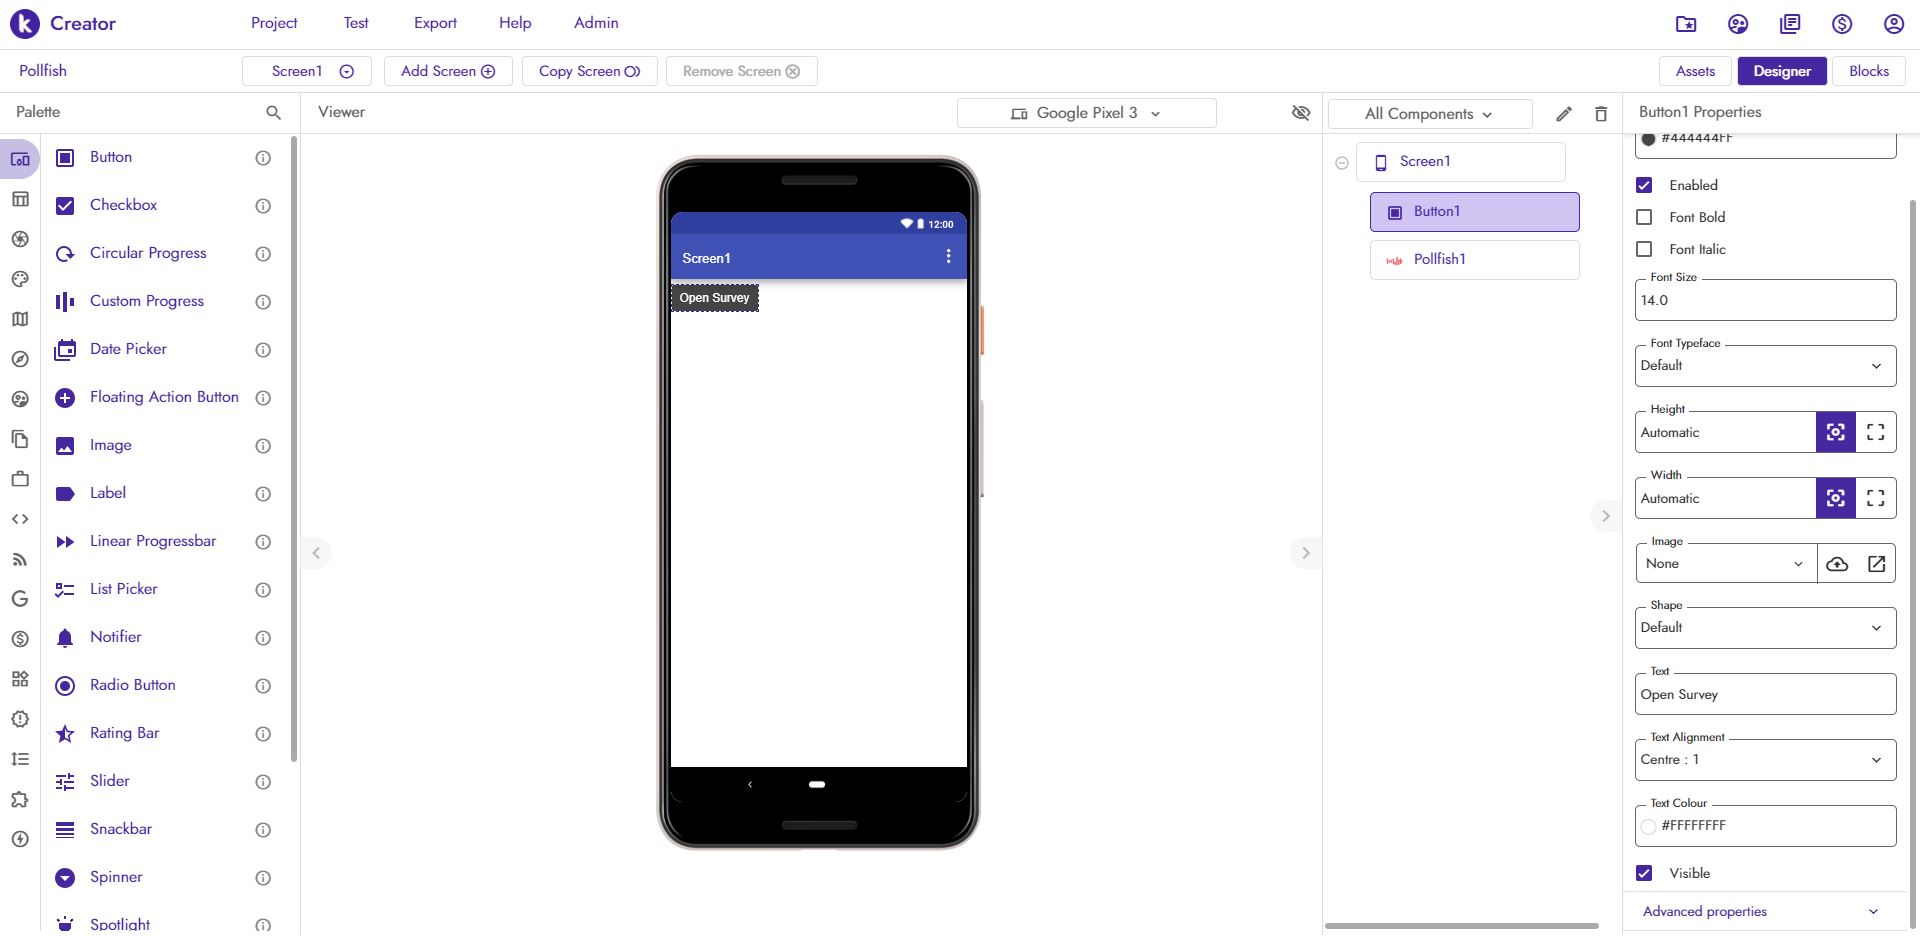 Creator
Project
Test
Export
Help
Admin
Pollfish
Screen1
Add Screen
Copy Screen
Remove Screen
Assets
Designer
Blocks
Palette
Viewer
Google Pixel 3
All Components
Button1 Properties
Button
Checkbox
Circular Progress
Custom Progress
Date Picker
Floating Action Button
Image
Label
Linear Progressbar
List Picker
Notifier
Radio Button
Rating Bar
Slider
Snackbar
Spinner
Spotlight
12:00
Screen1
Open Survey
Screen1
Button1
Pollfish1
#444444FF
Enabled
Font Bold
Font Italic
Font Size
14.0
Font Typeface
Default
Height
Automatic
Width
Automatic
Image
None
Shape
Default
Text
Open Survey
Text Alignment
Centre : 1
Text Colour
#FFFFFFFF
Visible
Advanced properties